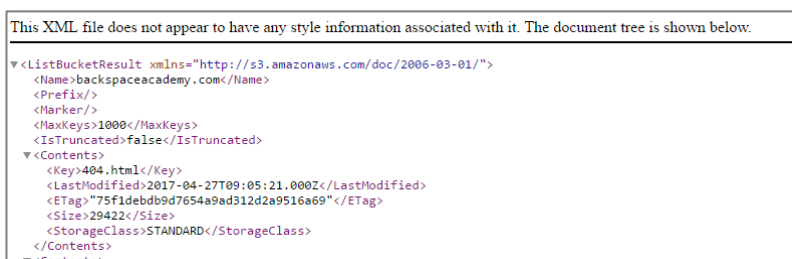 This XML file does not appear to have any style information associated with it. The document tree is shown below.
▼<ListBucketResult xmlns="http://s3.amazonaws.com/doc/2006-03-01/">
<Name>backspaceacademy.com</Name>
<Prefix/>
<Marker/>
<MaxKeys>1000</MaxKeys>
<IsTruncated>false</IsTruncated>
▼<Contents>
<Key>404.html</Key>
<LastModified>2017-04-27T09:05:21.000Z</LastModified>
<ETag>"75f1debdb9d7654a9ad312d2a9516a69"</ETag>
<Size>29422</Size>
<StorageClass>STANDARD</StorageClass>
</Contents>